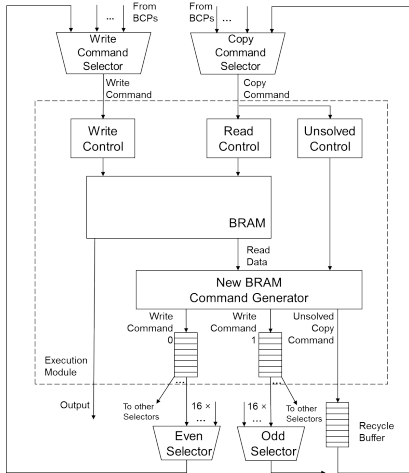 From
BCPs
...
Write
Command
Selector
From
BCPs
...
Copy
Command
Selector
Write
Command
Copy
Command
Write
Control
Read
Control
Unsolved
Control
BRAM
Read
Data
New BRAM
Command Generator
Write
Command
0
Write
Command
1
Unsolved
Copy
Command
Execution
Module
...
...
Output
To other
Selectors
16 ×
...
16 ×
...
To other
Selectors
Even
Selector
Odd
Selector
Recycle
Buffer